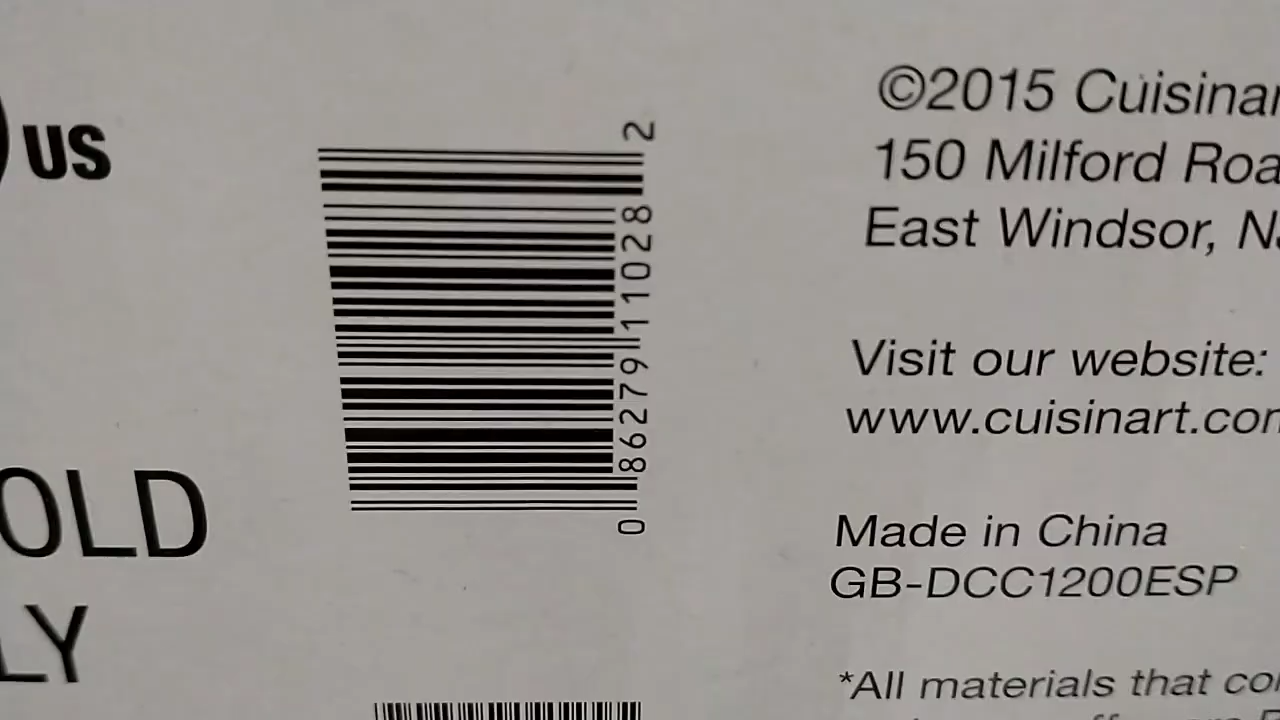 us
OLD
LY
0 86279 11028 2
©2015 Cuisinar
150 Milford Roa
East Windsor, N
Visit our website:
www.cuisinart.com
Made in China
GB-DCC1200ESP
*All materials that co